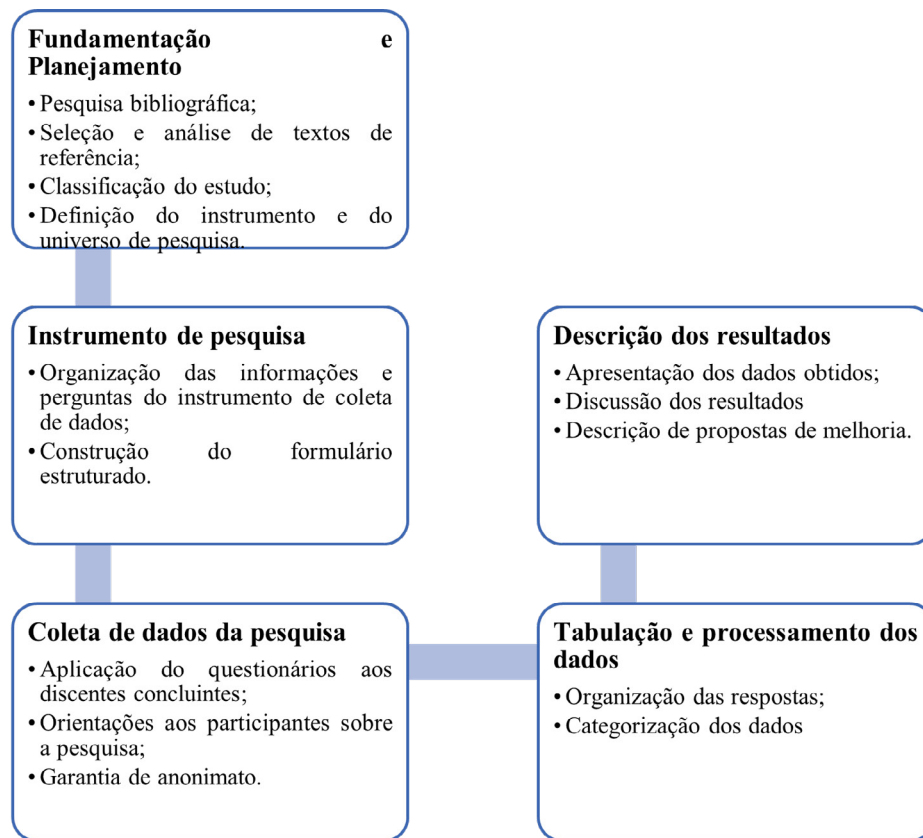 Fundamentação e
Planejamento
• Pesquisa bibliográfica;
• Seleção e análise de textos de
referência;
• Classificação do estudo;
• Definição do instrumento e do
universo de pesquisa.
Instrumento de pesquisa
• Organização das informações e
perguntas do instrumento de coleta
de dados;
• Construção do formulário
estruturado.
Coleta de dados da pesquisa
• Aplicação do questionários aos
discentes concluintes;
• Orientações aos participantes sobre
a pesquisa;
• Garantia de anonimato.
Tabulação e processamento dos
dados
• Organização das respostas;
• Categorização dos dados
Descrição dos resultados
• Apresentação dos dados obtidos;
• Discussão dos resultados
• Descrição de propostas de melhoria.